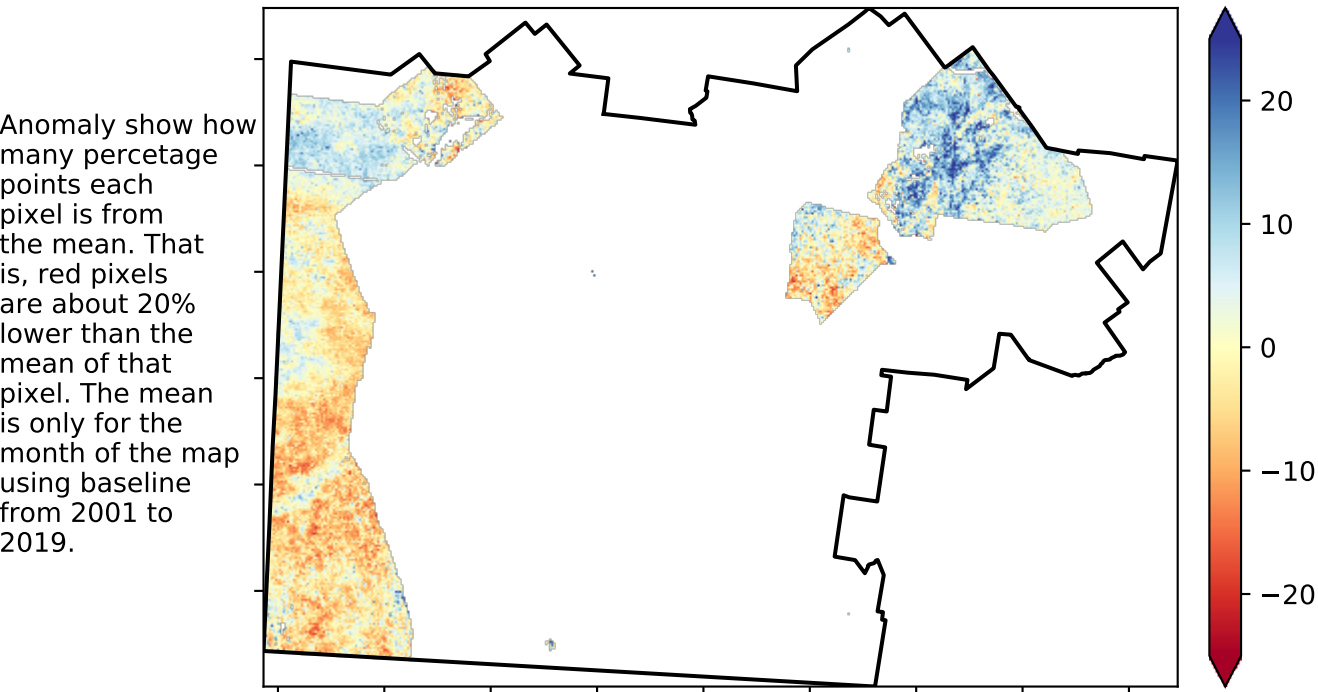 Anomaly show how
many percetage
points each
pixel is from
the mean. That
is, red pixels
are about 20%
lower than the
mean of that
pixel. The mean
is only for the
month of the map
using baseline
from 2001 to
2019.
20
10
0
−10
−20